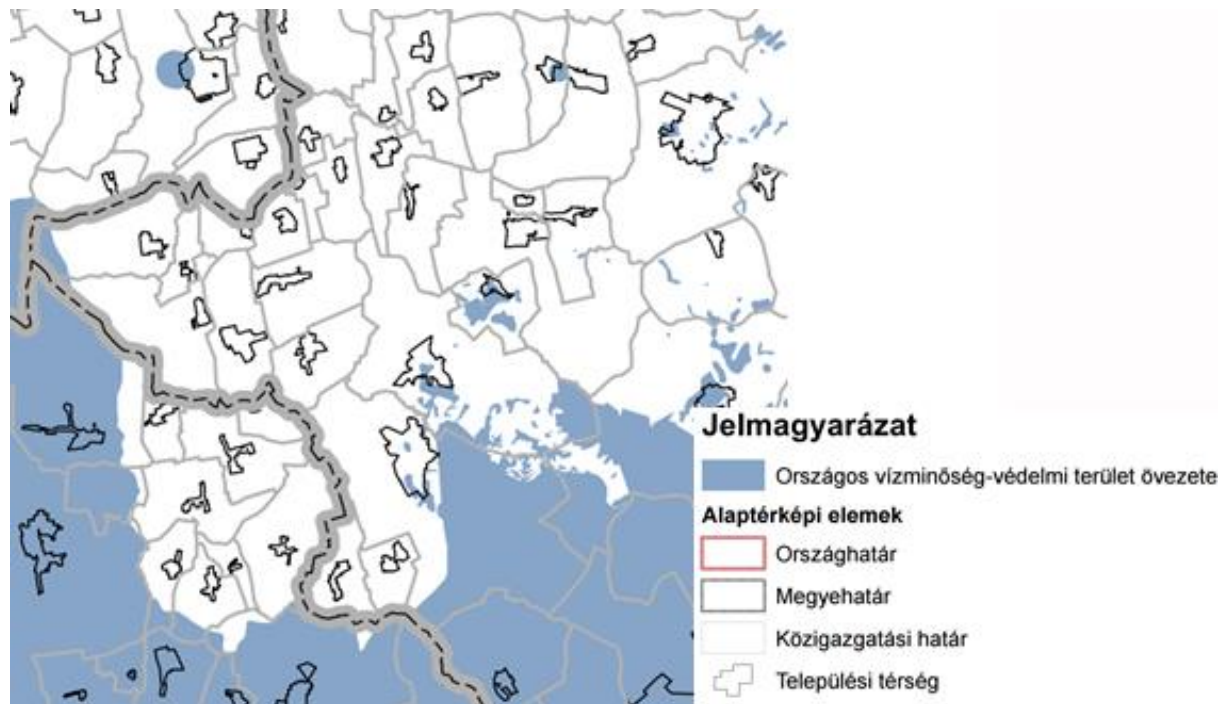 Jelmagyarázat
Országos vízminőség-védelmi terület övezete
Alaptérképi elemek
Országhatár
Megyehatár
Közigazgatási határ
Települési térség